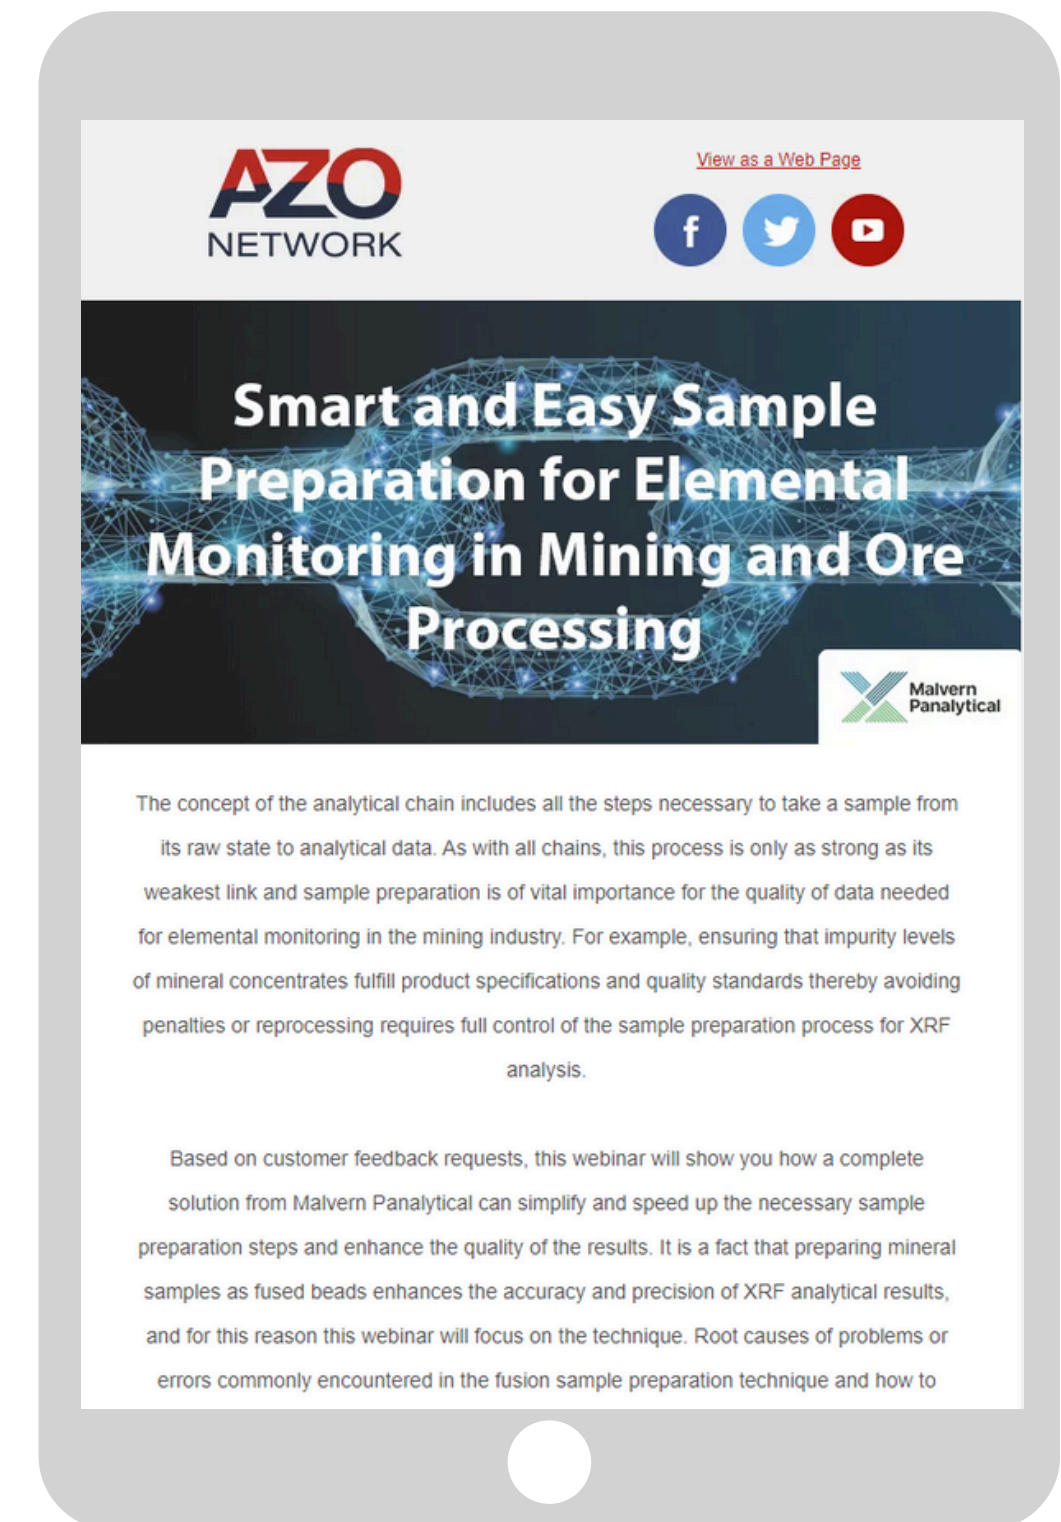 AZO
NETWORK
View as a Web Page
Smart and Easy Sample
Preparation for Elemental
Monitoring in Mining and Ore
Processing
Malvern
Panalytical
The concept of the analytical chain includes all the steps necessary to take a sample from
its raw state to analytical data. As with all chains, this process is only as strong as its
weakest link and sample preparation is of vital importance for the quality of data needed
for elemental monitoring in the mining industry. For example, ensuring that impurity levels
of mineral concentrates fulfill product specifications and quality standards thereby avoiding
penalties or reprocessing requires full control of the sample preparation process for XRF
analysis.
Based on customer feedback requests, this webinar will show you how a complete
solution from Malvern Panalytical can simplify and speed up the necessary sample
preparation steps and enhance the quality of the results. It is a fact that preparing mineral
samples as fused beads enhances the accuracy and precision of XRF analytical results,
and for this reason this webinar will focus on the technique. Root causes of problems or
errors commonly encountered in the fusion sample preparation technique and how to